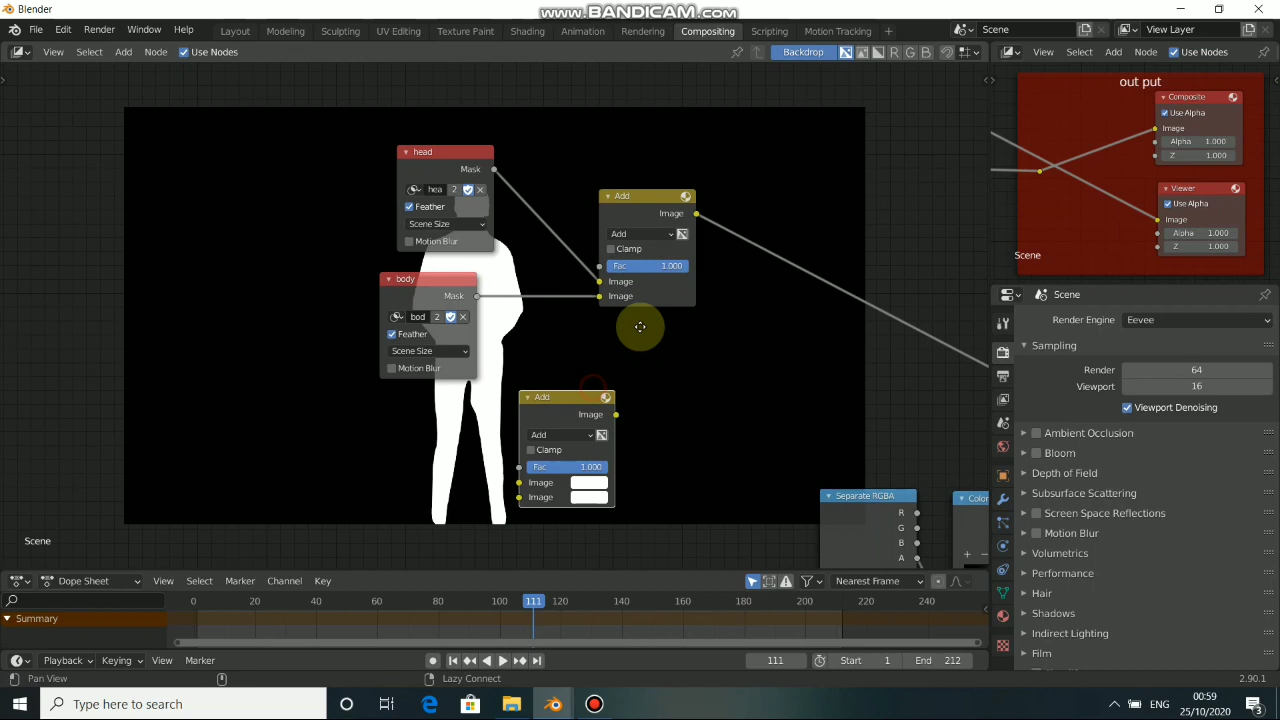 Blender
www.BANDICAM.com
File Edit Render Window Help
Layout Modeling Sculpting UV Editing Texture Paint Shading Animation Rendering Compositing Scripting Motion Tracking +
Scene
View Layer
View Select Add Node Use Nodes
Backdrop
R G B
View Select Add Node Use Nodes
out put
Composite
Use Alpha
Image
Alpha 1.000
Z 1.000
Viewer
Use Alpha
Image
Alpha 1.000
Z 1.000
Scene
head
Mask
hea 2
Feather
Scene Size
Motion Blur
body
Mask
bod 2
Feather
Scene Size
Motion Blur
Add
Image
Add
Clamp
Fac 1.000
Image
Image
Add
Image
Add
Clamp
Fac 1.000
Image
Image
Separate RGBA
R
G
B
A
Color
Scene
Scene
Render Engine Eevee
Sampling
Render 64
Viewport 16
Viewport Denoising
Ambient Occlusion
Bloom
Depth of Field
Subsurface Scattering
Screen Space Reflections
Motion Blur
Volumetrics
Performance
Hair
Shadows
Indirect Lighting
Film
Dope Sheet View Select Marker Channel Key
Nearest Frame
0 20 40 60 80 100 111 120 140 160 180 200 220 240
Summary
Playback Keying View Marker
111 Start 1 End 212
Pan View
Lazy Connect
2.90.1
Type here to search
ENG
00:59
25/10/2020
3